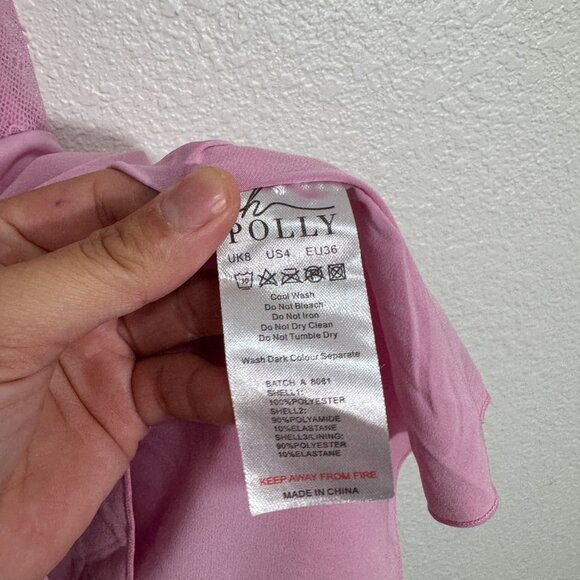 h
POLLY
UK8 US4 EU36
30
Cool Wash
Do Not Bleach
Do Not Iron
Do Not Dry Clean
Do Not Tumble Dry
Wash Dark Colour Separate
BATCH A 8081
SHELL1:
100%POLYESTER
SHELL2:
90%POLYAMIDE
10%ELASTANE
SHELL3/LINING:
90%POLYESTER
10%ELASTANE
KEEP AWAY FROM FIRE
MADE IN CHINA